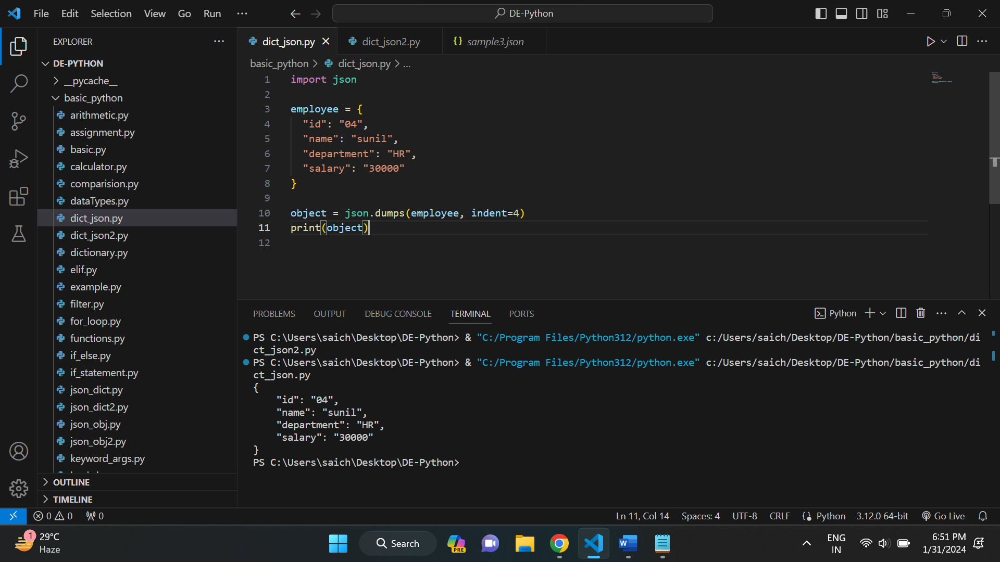 File Edit Selection View Go Run ···
DE-Python
EXPLORER
DE-PYTHON
__pycache__
basic_python
arithmetic.py
assignment.py
basic.py
calculator.py
comparision.py
dataTypes.py
dict_json.py
dict_json2.py
dictionary.py
elif.py
example.py
filter.py
for_loop.py
functions.py
if_else.py
if_statement.py
json_dict.py
json_dict2.py
json_obj.py
json_obj2.py
keyword_args.py
OUTLINE
TIMELINE
dict_json.py dict_json2.py {} sample3.json
basic_python > dict_json.py > ...
1 import json
2
3 employee = {
4 "id": "04",
5 "name": "sunil",
6 "department": "HR",
7 "salary": "30000"
8 }
9
10 object = json.dumps(employee, indent=4)
11 print(object)
12
PROBLEMS OUTPUT DEBUG CONSOLE TERMINAL PORTS
Python
PS C:\Users\saich\Desktop\DE-Python> & "C:/Program Files/Python312/python.exe" c:/Users/saich/Desktop/DE-Python/basic_python/di
ct_json2.py
PS C:\Users\saich\Desktop\DE-Python> & "C:/Program Files/Python312/python.exe" c:/Users/saich/Desktop/DE-Python/basic_python/di
ct_json.py
{
"id": "04",
"name": "sunil",
"department": "HR",
"salary": "30000"
}
PS C:\Users\saich\Desktop\DE-Python>
0 0 0
Ln 11, Col 14 Spaces: 4 UTF-8 CRLF Python 3.12.0 64-bit Go Live
1 29°C
Haze
Search
PRE
W
ENG
IN
6:51 PM
1/31/2024